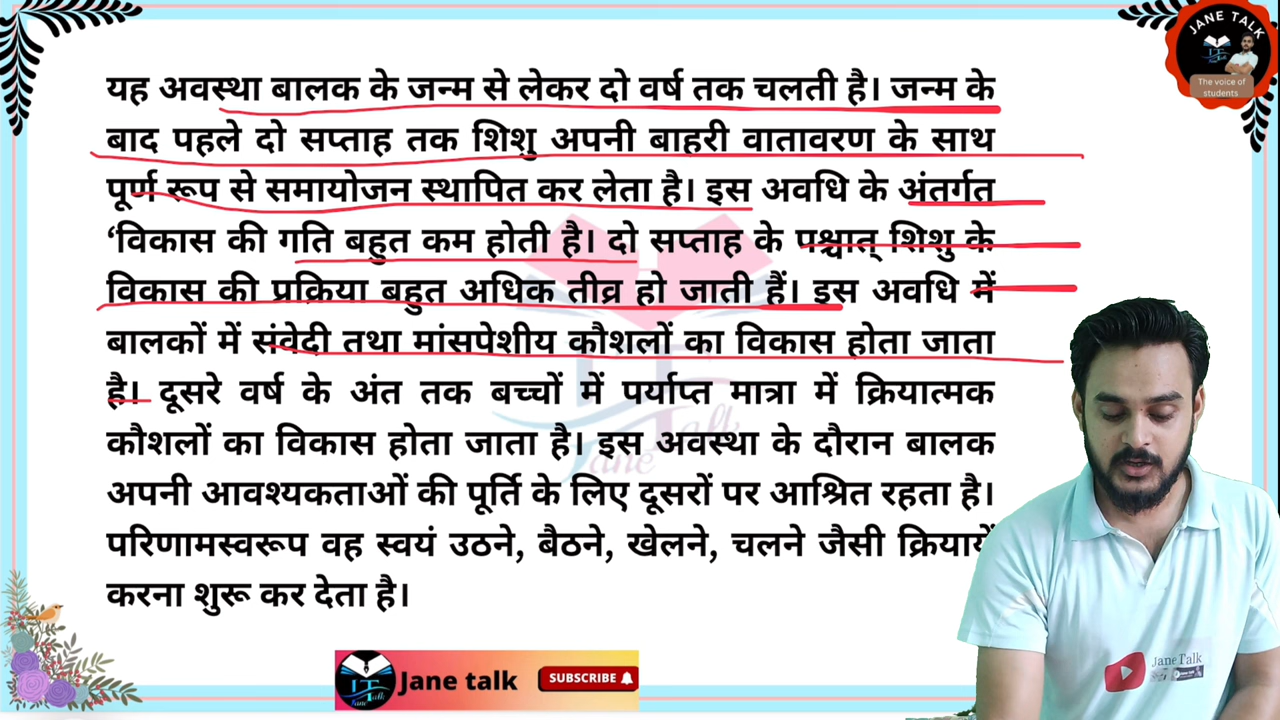 यह अवस्था बालक के जन्म से लेकर दो वर्ष तक चलती है। जन्म के
बाद पहले दो सप्ताह तक शिशु अपनी बाहरी वातावरण के साथ
पूर्ण रूप से समायोजन स्थापित कर लेता है। इस अवधि के अंतर्गत
‘विकास की गति बहुत कम होती है। दो सप्ताह के पश्चात् शिशु के
विकास की प्रक्रिया बहुत अधिक तीव्र हो जाती हैं। इस अवधि में
बालकों में संवेदी तथा मांसपेशीय कौशलों का विकास होता जाता
है। दूसरे वर्ष के अंत तक बच्चों में पर्याप्त मात्रा में क्रियात्मक
कौशलों का विकास होता जाता है। इस अवस्था के दौरान बालक
अपनी आवश्यकताओं की पूर्ति के लिए दूसरों पर आश्रित रहता है।
परिणामस्वरूप वह स्वयं उठने, बैठने, खेलने, चलने जैसी क्रियायें
करना शुरू कर देता है।
JANE TALK
The voice of
students
Jane talk
SUBSCRIBE
Jane Talk